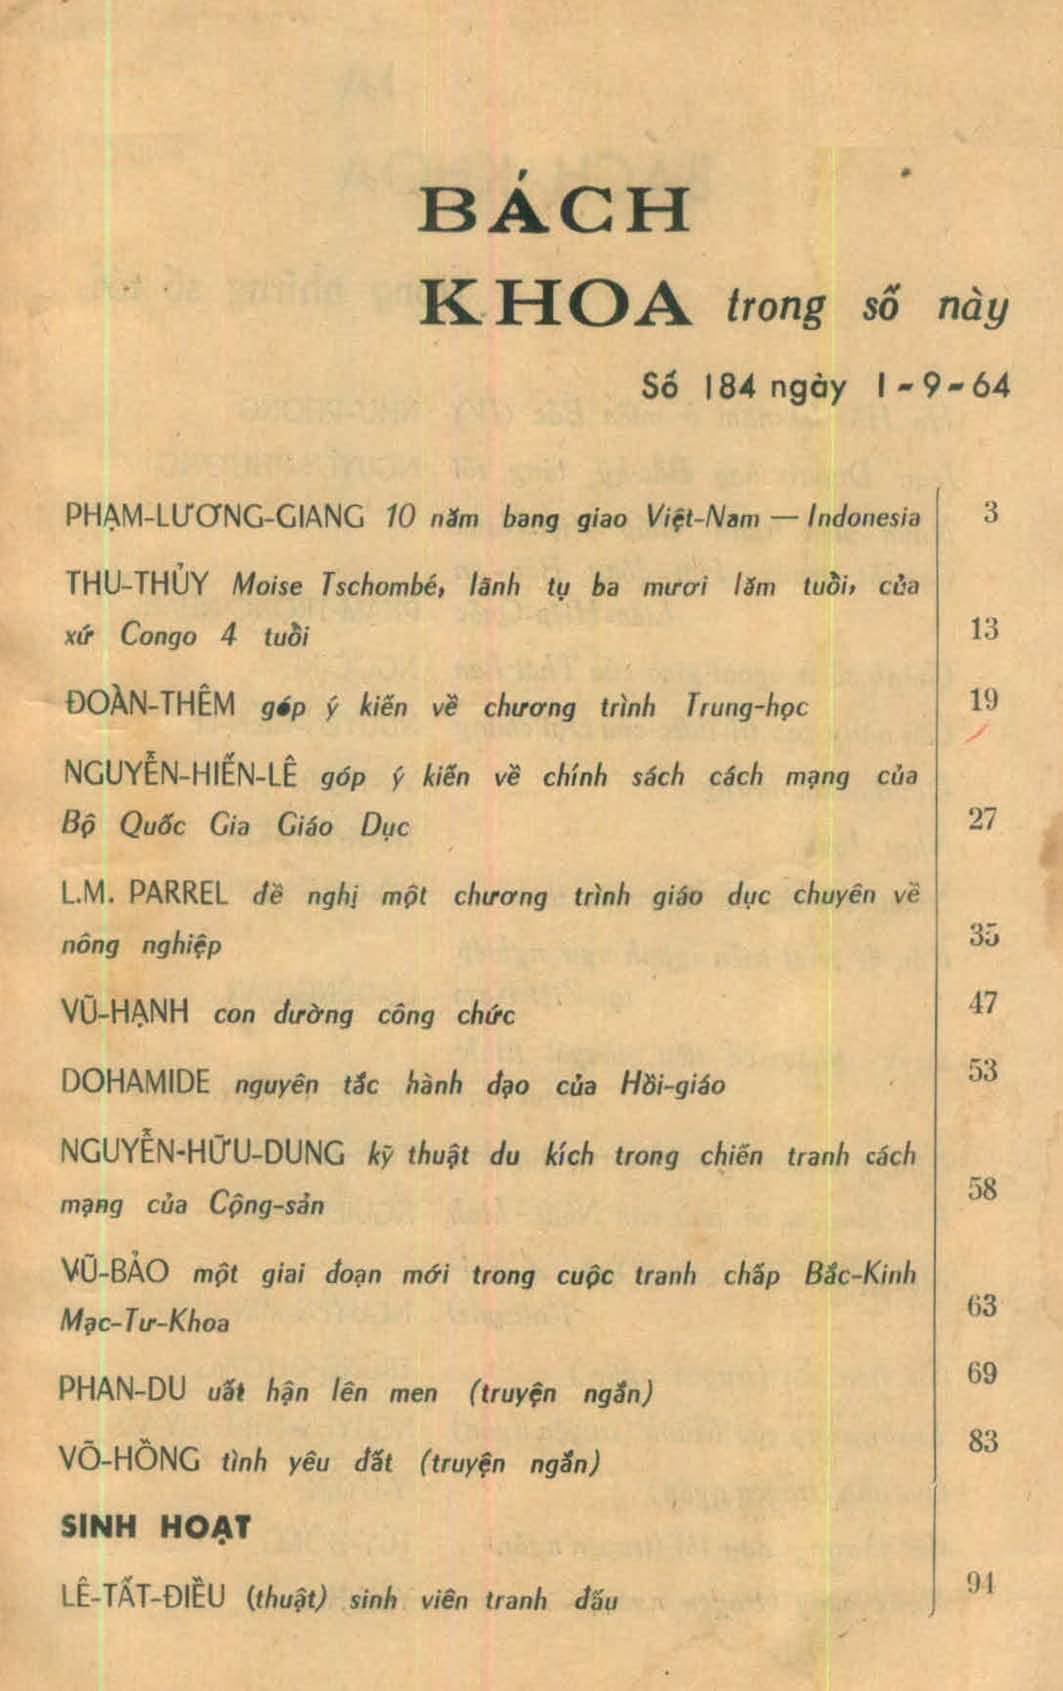 BÁCH
KHOA trong số này
Số 184 ngày 1-9-64
PHẠM-LƯƠNG-GIANG 10 năm bang giao Việt-Nam — Indonesia 3
THU-THỦY Moise Tschombé, lãnh tụ ba mươi lăm tuổi, của
xứ Congo 4 tuổi 13
ĐOÀN-THÊM góp ý kiến về chương trình Trung-học 19
NGUYỄN-HIẾN-LÊ góp ý kiến về chính sách cách mạng của
Bộ Quốc Gia Giáo Dục 27
L.M. PARREL đề nghị một chương trình giáo dục chuyên về
nông nghiệp 35
VŨ-HẠNH con đường công chức 47
DOHAMIDE nguyên tắc hành đạo của Hồi-giáo 53
NGUYỄN-HỮU-DUNG kỹ thuật du kích trong chiến tranh cách
mạng của Cộng-sản 58
VŨ-BẢO một giai đoạn mới trong cuộc tranh chấp Bắc-Kinh
Mạc-Tư-Khoa 63
PHAN-DU uất hận lên men (truyện ngắn) 69
VÕ-HỒNG tình yêu đất (truyện ngắn) 83
SINH HOẠT
LÊ-TẤT-ĐIỀU (thuật) sinh viên tranh đấu 91